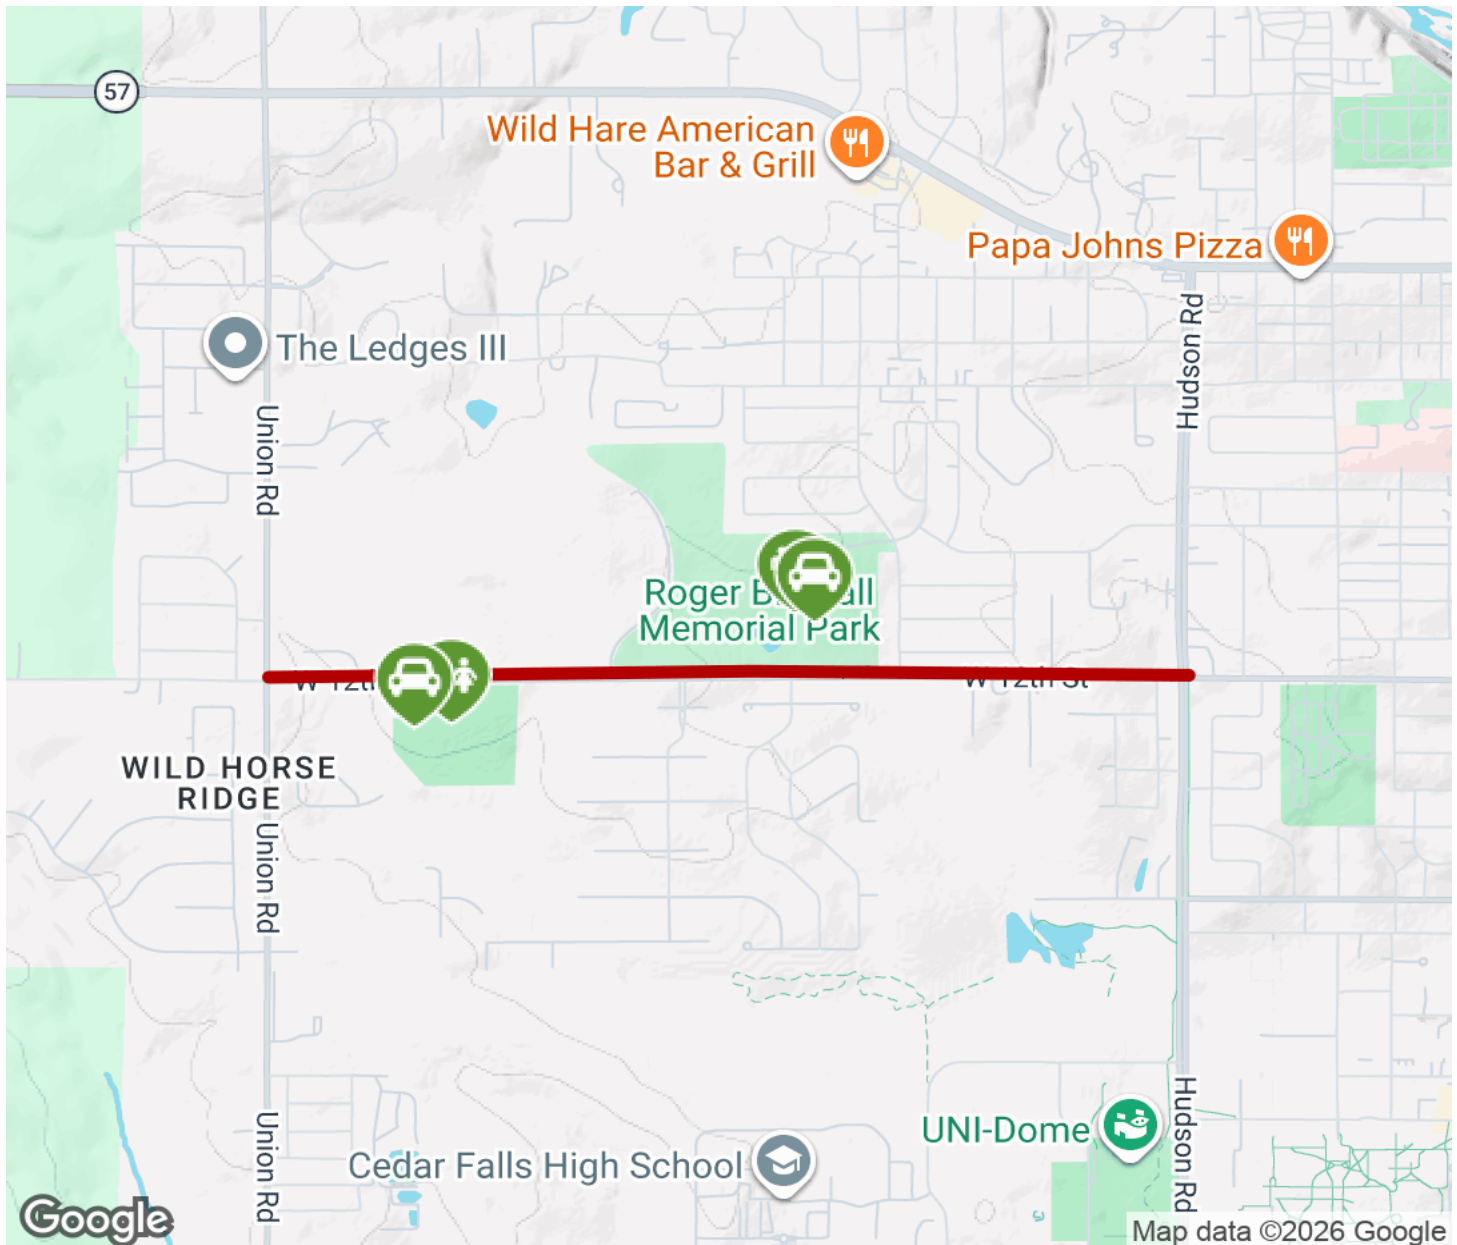 57
Wild Hare American
Bar & Grill
Papa Johns Pizza
Hudson Rd
The Ledges III
Union Rd
Roger
Memorial Park
W 12th St
WILD HORSE
RIDGE
Union Rd
UNI-Dome
Hudson Rd
Union Rd
Cedar Falls High School
Google
Map data ©2026 Google